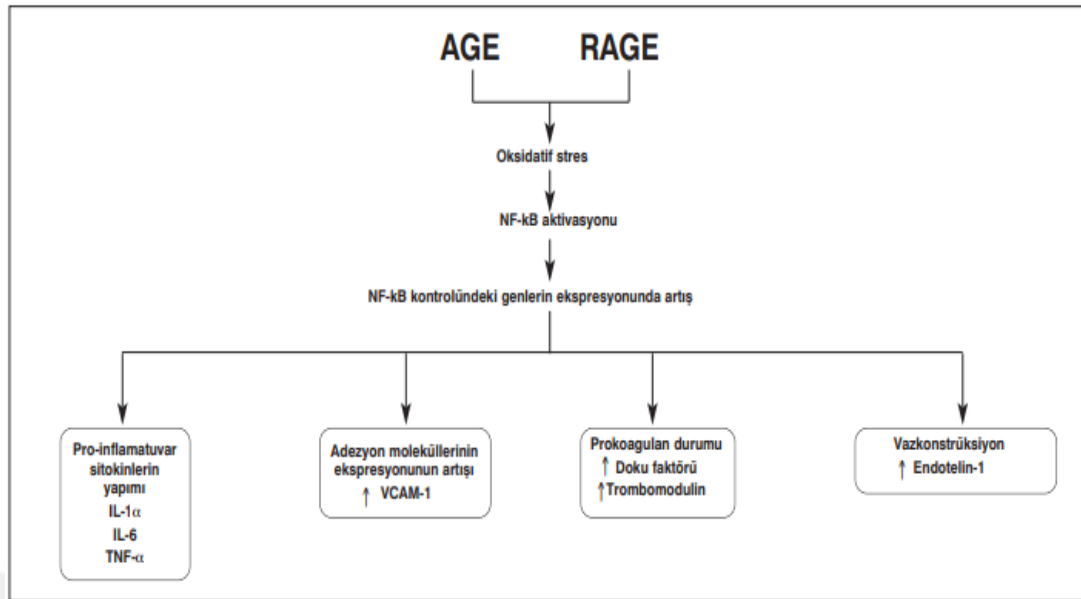 AGE RAGE
Oksidatif stres
NF-kB aktivasyonu
NF-kB kontrolündeki genlerin ekspresyonunda artış
Pro-inflamatuvar
sitokinlerin
yapımı
IL-1α
IL-6
TNF-α
Adezyon moleküllerinin
ekspresyonunun artışı
↑ VCAM-1
Prokoagulan durumu
↑ Doku faktörü
↑Trombomodulin
Vazkonstrüksiyon
↑ Endotelin-1